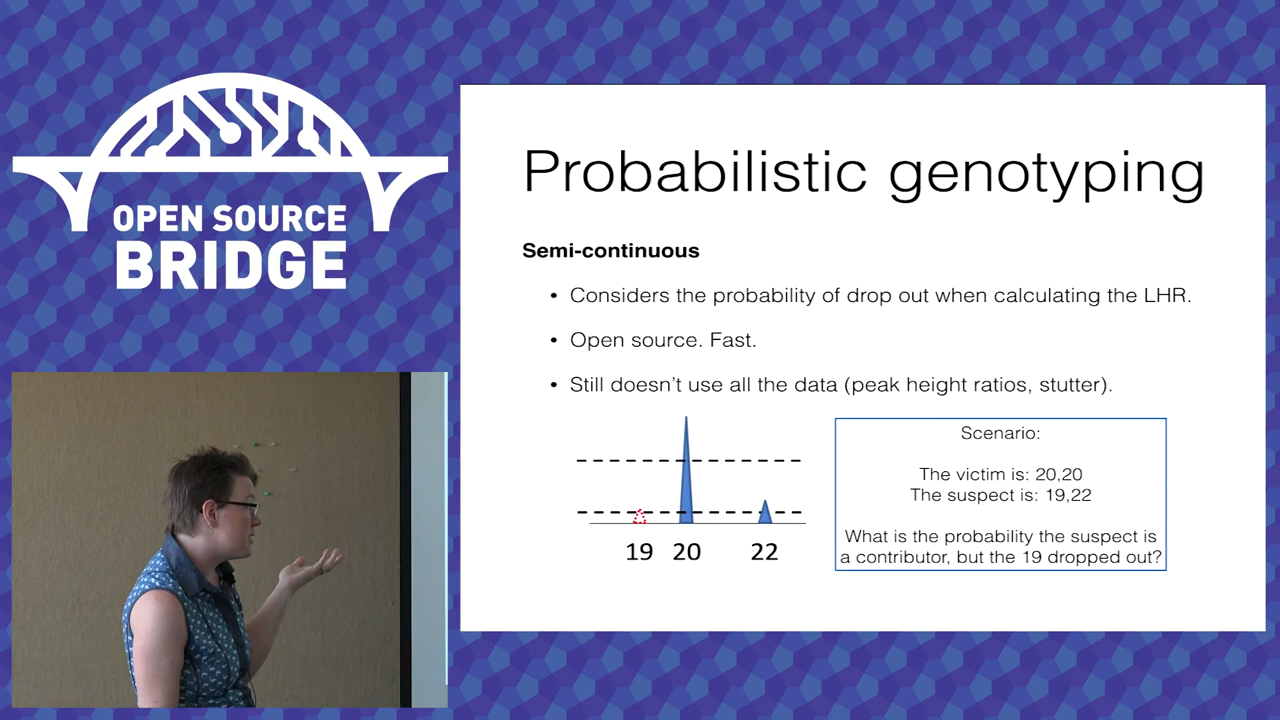 OPEN SOURCE
BRIDGE
Probabilistic genotyping
Semi-continuous
• Considers the probability of drop out when calculating the LHR.
• Open source. Fast.
• Still doesn’t use all the data (peak height ratios, stutter).
19 20 22
Scenario:
The victim is: 20,20
The suspect is: 19,22
What is the probability the suspect is
a contributor, but the 19 dropped out?